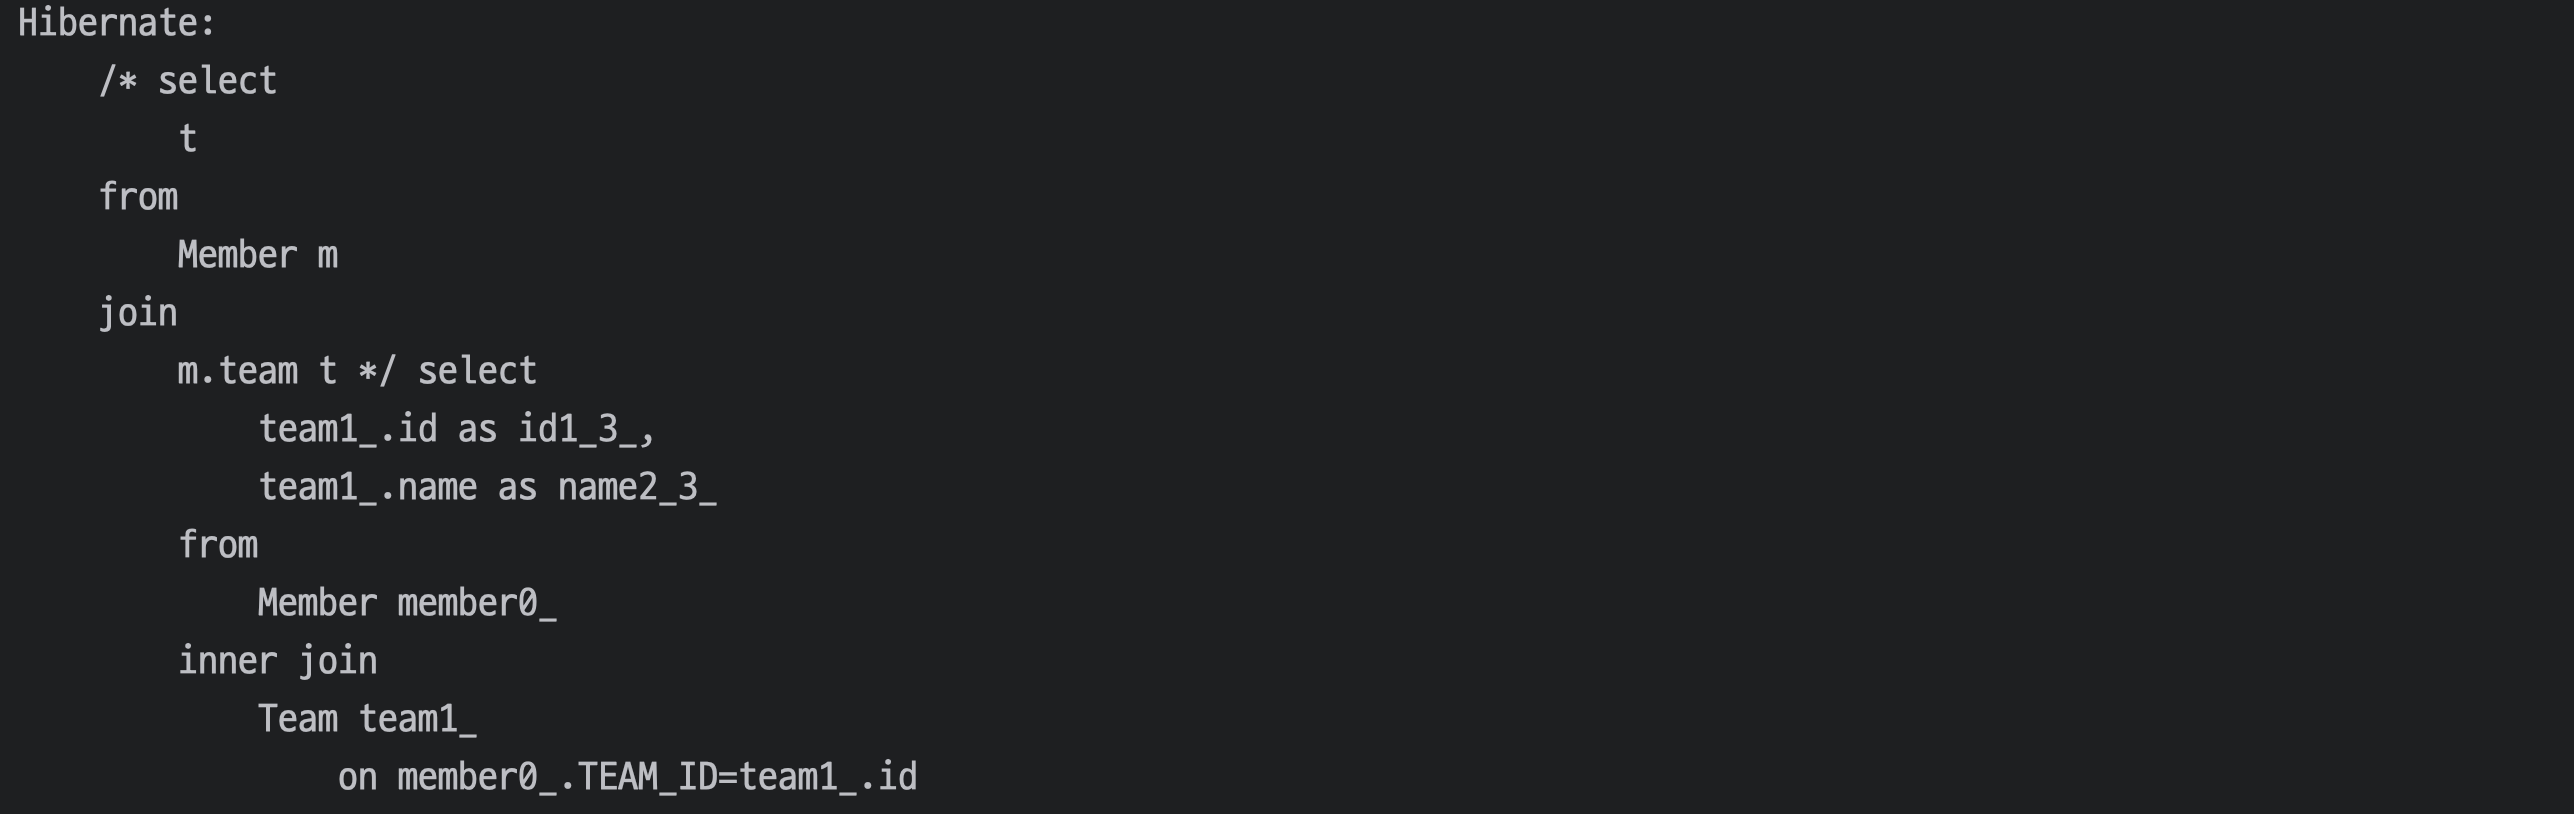 Hibernate:
    /* select
        t
    from
        Member m
    join
        m.team t */ select
            team1_.id as id1_3_,
            team1_.name as name2_3_
        from
            Member member0_
        inner join
            Team team1_
                on member0_.TEAM_ID=team1_.id